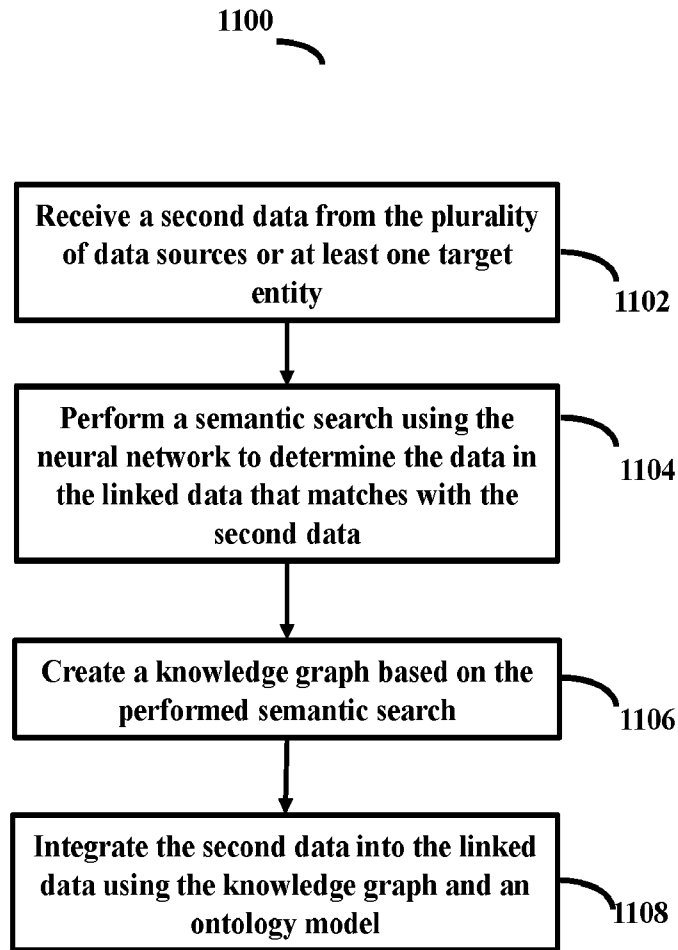 1100
Receive a second data from the plurality
of data sources or at least one target
entity
1102
Perform a semantic search using the
neural network to determine the data in
the linked data that matches with the
second data
1104
Create a knowledge graph based on the
performed semantic search
1106
Integrate the second data into the linked
data using the knowledge graph and an
ontology model
1108